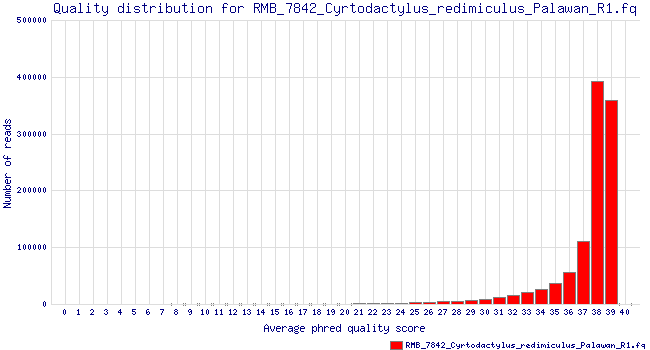 Quality distribution for RMB_7842_Cyrtodactylus_redimiculus_Palawan_R1.fq
500000
400000
300000
200000
100000
0
Number of reads
0 1 2 3 4 5 6 7 8 9 10 11 12 13 14 15 16 17 18 19 20 21 22 23 24 25 26 27 28 29 30 31 32 33 34 35 36 37 38 39 40
Average phred quality score
RMB_7842_Cyrtodactylus_redimiculus_Palawan_R1.fq